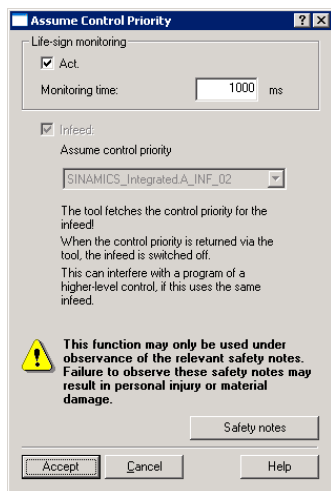 Assume Control Priority
Life-sign monitoring
Act.
Monitoring time: 1000 ms
Infeed:
Assume control priority
SINAMICS_Integrated.A_INF_02
The tool fetches the control priority for the
infeed!
When the control priority is returned via the
tool, the infeed is switched off.
This can interfere with a program of a
higher-level control, if this uses the same
infeed.
This function may only be used under
observance of the relevant safety notes.
Failure to observe these safety notes may
result in personal injury or material
damage.
Safety notes
Accept Cancel Help